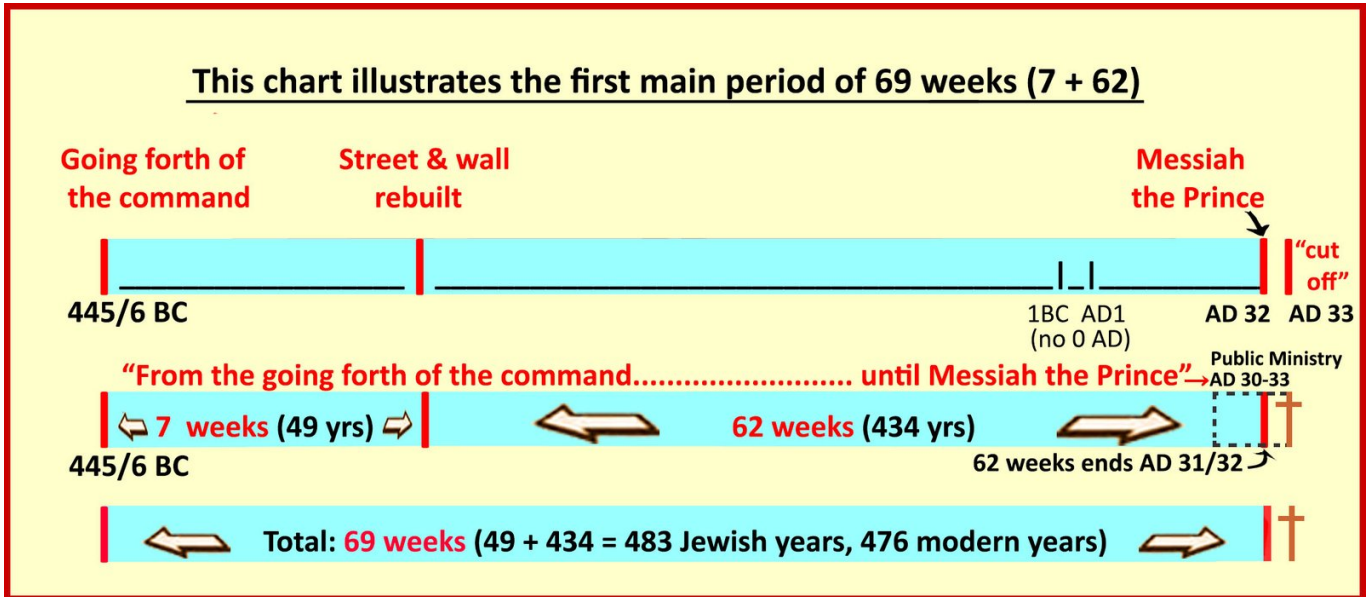 This chart illustrates the first main period of 69 weeks (7 + 62)
Going forth of
the command
Street & wall
rebuilt
Messiah
the Prince
"cut
off"
445/6 BC
1BC AD1
(no 0 AD)
AD 32
AD 33
"From the going forth of the command............................ until Messiah the Prince"→
Public Ministry
AD 30-33
7 weeks (49 yrs)
62 weeks (434 yrs)
445/6 BC
62 weeks ends AD 31/32
Total: 69 weeks (49 + 434 = 483 Jewish years, 476 modern years)